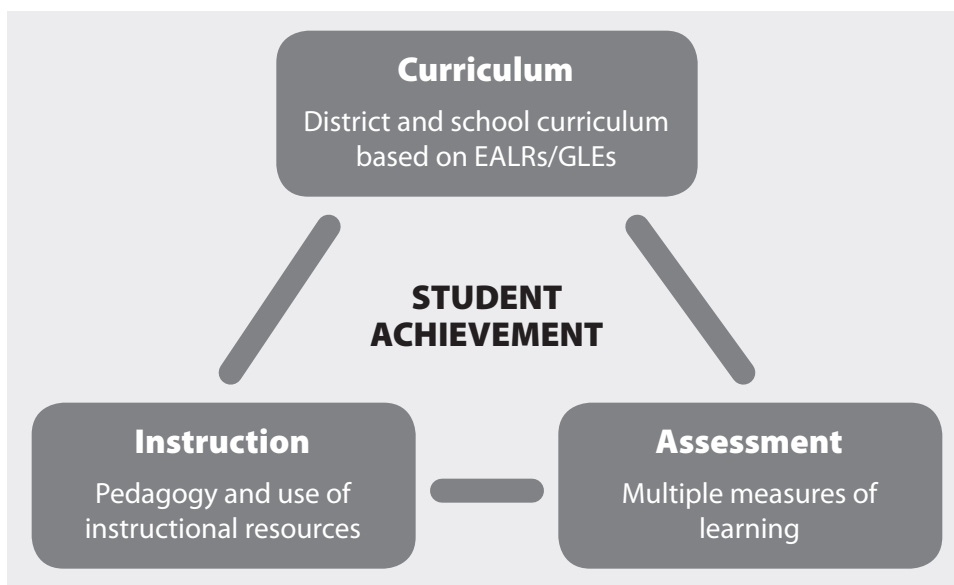 Curriculum
District and school curriculum
based on EALRs/GLEs
STUDENT
ACHIEVEMENT
Instruction
Pedagogy and use of
instructional resources
Assessment
Multiple measures of
learning